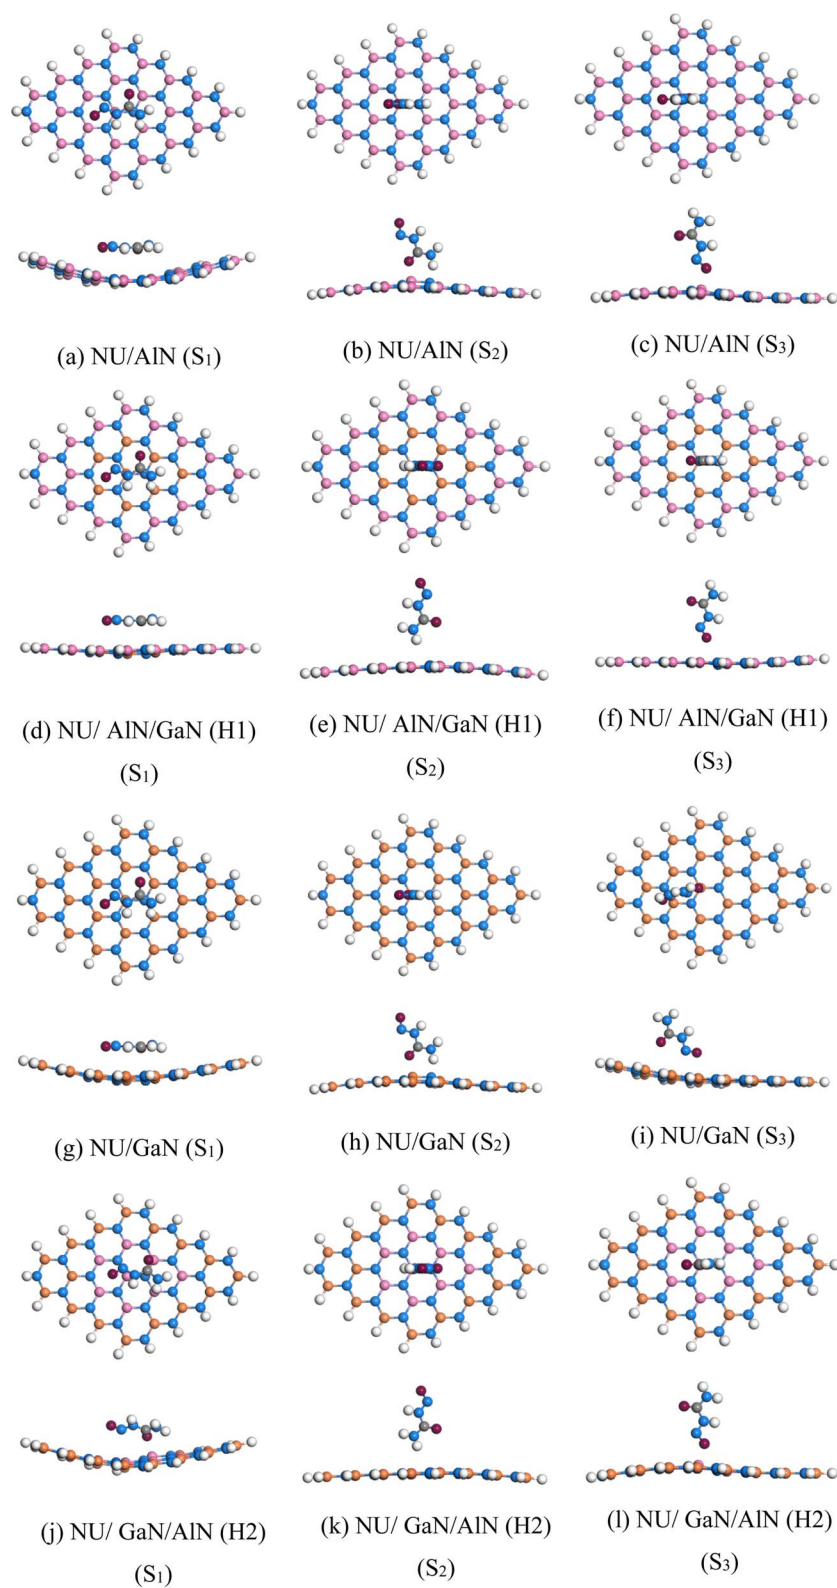 (a) NU/AlN (S₁)
(b) NU/AlN (S₂)
(c) NU/AlN (S₃)
(d) NU/ AlN/GaN (H1)
(S₁)
(e) NU/ AlN/GaN (H1)
(S₂)
(f) NU/ AlN/GaN (H1)
(S₃)
(g) NU/GaN (S₁)
(h) NU/GaN (S₂)
(i) NU/GaN (S₃)
(j) NU/ GaN/AlN (H2)
(S₁)
(k) NU/ GaN/AlN (H2)
(S₂)
(l) NU/ GaN/AlN (H2)
(S₃)